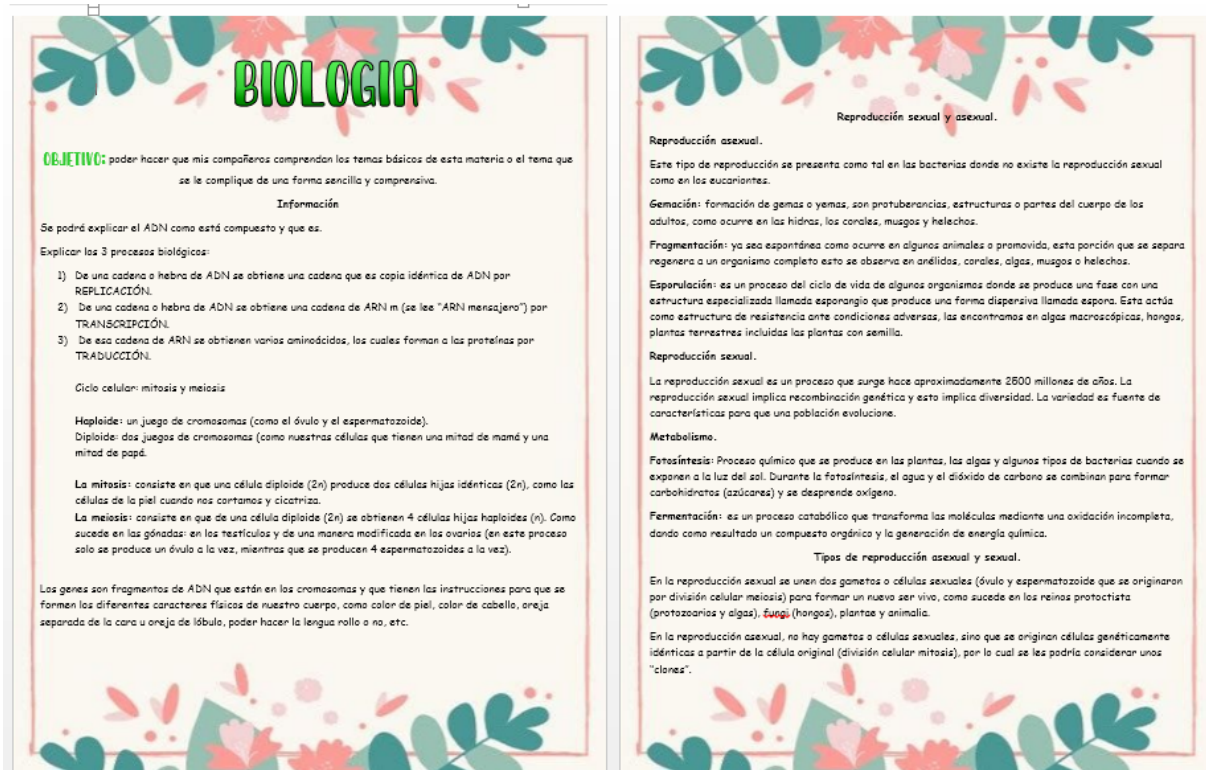 BIOLOGIA
OBJETIVO: poder hacer que mis compañeros comprendan los temas básicos de esta materia o el tema que
se le complique de una forma sencilla y comprensiva.
Información
Se podrá explicar el ADN como está compuesto y que es.
Explicar los 3 procesos biológicos:
1) De una cadena o hebra de ADN se obtiene una cadena que es copia idéntica de ADN por
REPLICACIÓN.
2) De una cadena o hebra de ADN se obtiene una cadena de ARN m (se lee "ARN mensajero") por
TRANSCRIPCIÓN.
3) De esa cadena de ARN se obtienen varios aminoácidos, los cuales forman a las proteínas por
TRADUCCIÓN.
Ciclo celular: mitosis y meiosis
Haploide: un juego de cromosomas (como el óvulo y el espermatozoide).
Diploide: dos juegos de cromosomas (como nuestras células que tienen una mitad de mamá y una
mitad de papá.
La mitosis: consiste en que una célula diploide (2n) produce dos células hijas idénticas (2n), como las
células de la piel cuando nos cortamos y cicatriza.
La meiosis: consiste en que de una célula diploide (2n) se obtienen 4 células hijas haploides (n). Como
sucede en las gónadas: en los testículos y de una manera modificada en los ovarios (en este proceso
solo se produce un óvulo a la vez, mientras que se producen 4 espermatozoides a la vez).
Los genes son fragmentos de ADN que están en los cromosomas y que tienen las instrucciones para que se
formen los diferentes caracteres físicos de nuestro cuerpo, como color de piel, color de cabello, oreja
separada de la cara u oreja de lóbulo, poder hacer la lengua rollo o no, etc.
Reproducción sexual y asexual.
Reproducción asexual.
Este tipo de reproducción se presenta como tal en las bacterias donde no existe la reproducción sexual
como en los eucariontes.
Gemación: formación de gemas o yemas, son protuberancias, estructuras o partes del cuerpo de los
adultos, como ocurre en las hidras, los corales, musgos y helechos.
Fragmentación: ya sea espontánea como ocurre en algunos animales o promovida, esta porción que se separa
regenera a un organismo completo esto se observa en anélidos, corales, algas, musgos o helechos.
Esporulación: es un proceso del ciclo de vida de algunos organismos donde se produce una fase con una
estructura especializada llamada esporangio que produce una forma dispersiva llamada espora. Esta actúa
como estructura de resistencia ante condiciones adversas, las encontramos en algas macroscópicas, hongos,
plantas terrestres incluidas las plantas con semilla.
Reproducción sexual.
La reproducción sexual es un proceso que surge hace aproximadamente 2500 millones de años. La
reproducción sexual implica recombinación genética y esto implica diversidad. La variedad es fuente de
características para que una población evolucione.
Metabolismo.
Fotosíntesis: Proceso químico que se produce en las plantas, las algas y algunos tipos de bacterias cuando se
exponen a la luz del sol. Durante la fotosíntesis, el agua y el dióxido de carbono se combinan para formar
carbohidratos (azúcares) y se desprende oxígeno.
Fermentación: es un proceso catabólico que transforma las moléculas mediante una oxidación incompleta,
dando como resultado un compuesto orgánico y la generación de energía química.
Tipos de reproducción asexual y sexual.
En la reproducción sexual se unen dos gametos o células sexuales (óvulo y espermatozoide que se originaron
por división celular meiosis) para formar un nuevo ser vivo, como sucede en los reinos protoctista
(protozoarios y algas), fungi (hongos), plantae y animalia.
En la reproducción asexual, no hay gametos o células sexuales, sino que se originan células genéticamente
idénticas a partir de la célula original (división celular mitosis), por lo cual se les podría considerar unos
"clones".